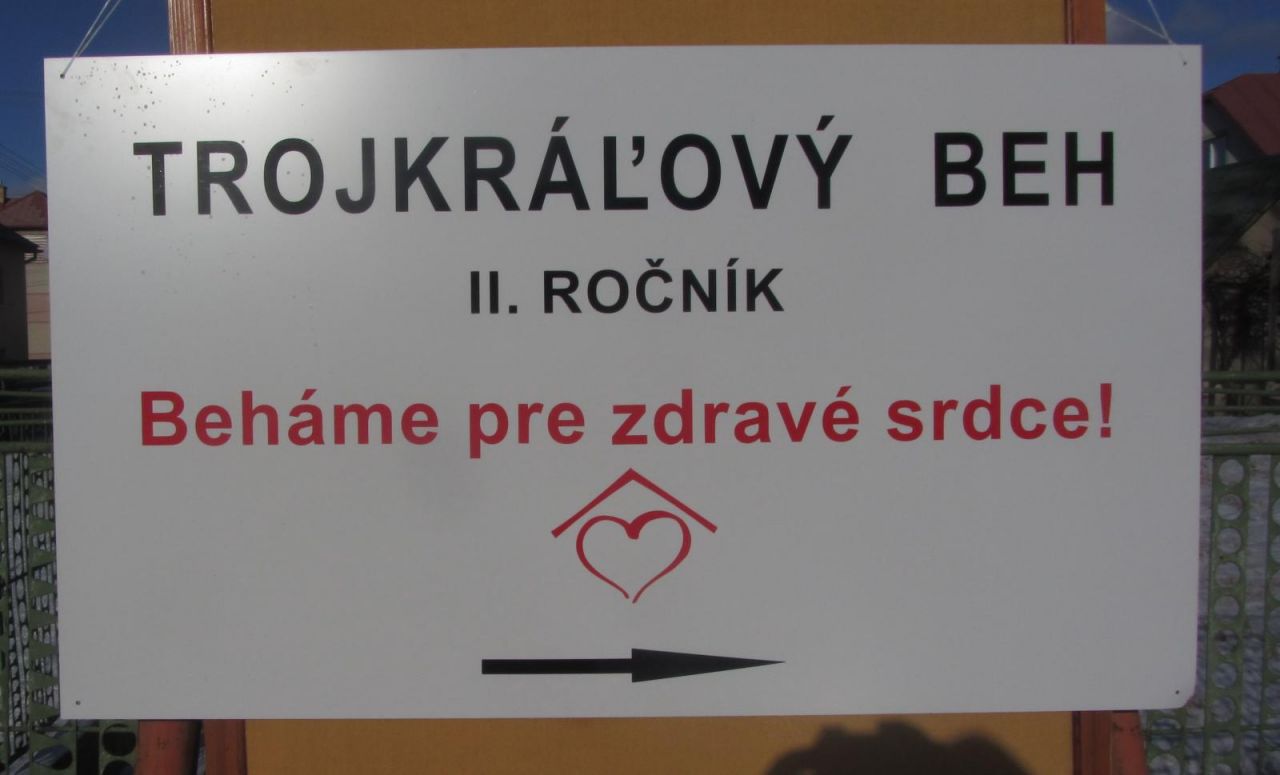 TROJKRÁĽOVÝ BEH
II. ROČNÍK
Beháme pre zdravé srdce!